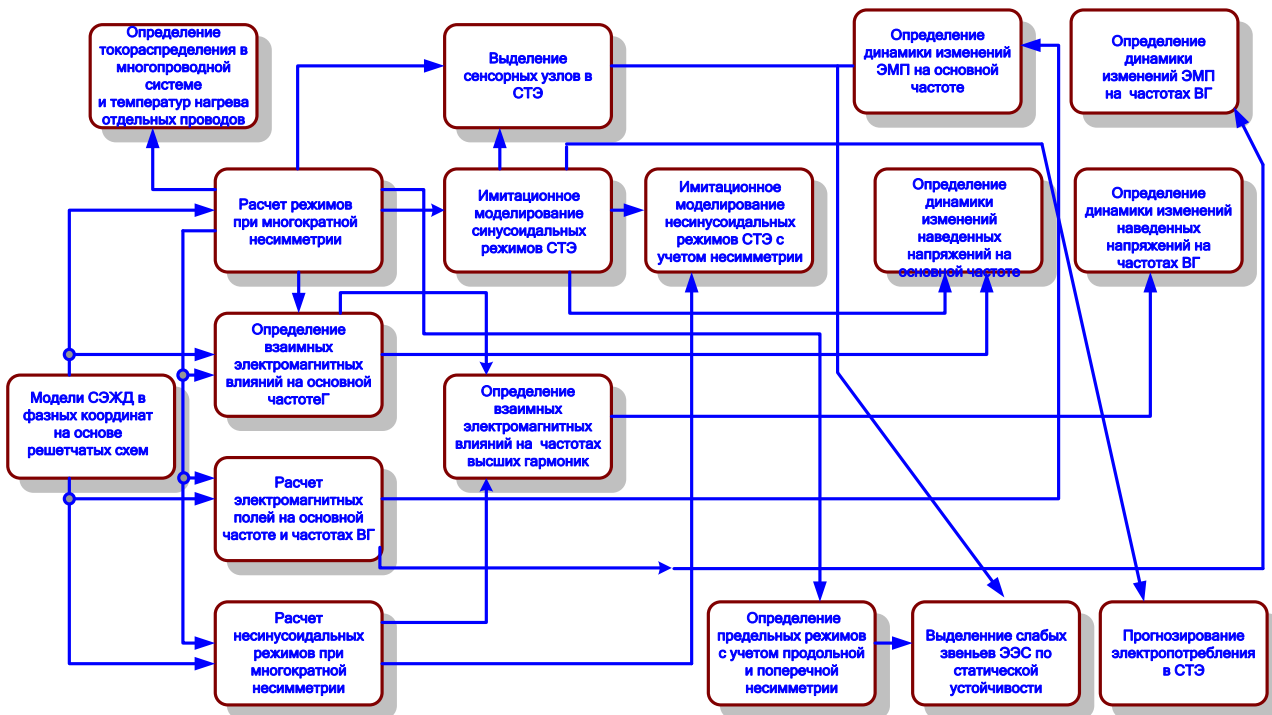 Определение
токораспределения в
многопроводной
системе
и температур нагрева
отдельных проводов
Выделение
сенсорных узлов в
СТЭ
Определение
динамики изменений
ЭМП на основной
частоте
Определение
динамики
изменений ЭМП
на частотах ВГ
Расчет режимов
при многократной
несимметрии
Имитационное
моделирование
синусоидальных
режимов СТЭ
Имитационное
моделирование
несинусоидальных
режимов СТЭ с
учетом несимметрии
Определение
динамики
изменений
наведенных
напряжений на
основной частоте
Определение
динамики изменений
наведенных
напряжений на
частотах ВГ
Определение
взаимных
электромагнитных
влияний на основной
частотеГ
Модели СЭЖД в
фазных координат
на основе
решетчатых схем
Определение
взаимных
электромагнитных
влияний на частотах
высших гармоник
Расчет
электромагнитных
полей на основной
частоте и частотах ВГ
Расчет
несинусоидальных
режимов при
многократной
несимметрии
Определение
предельных режимов
с учетом продольной
и поперечной
несимметрии
Выделенние слабых
звеньев ЭЭС по
статической
устойчивости
Прогнозирование
электропотребления
в СТЭ